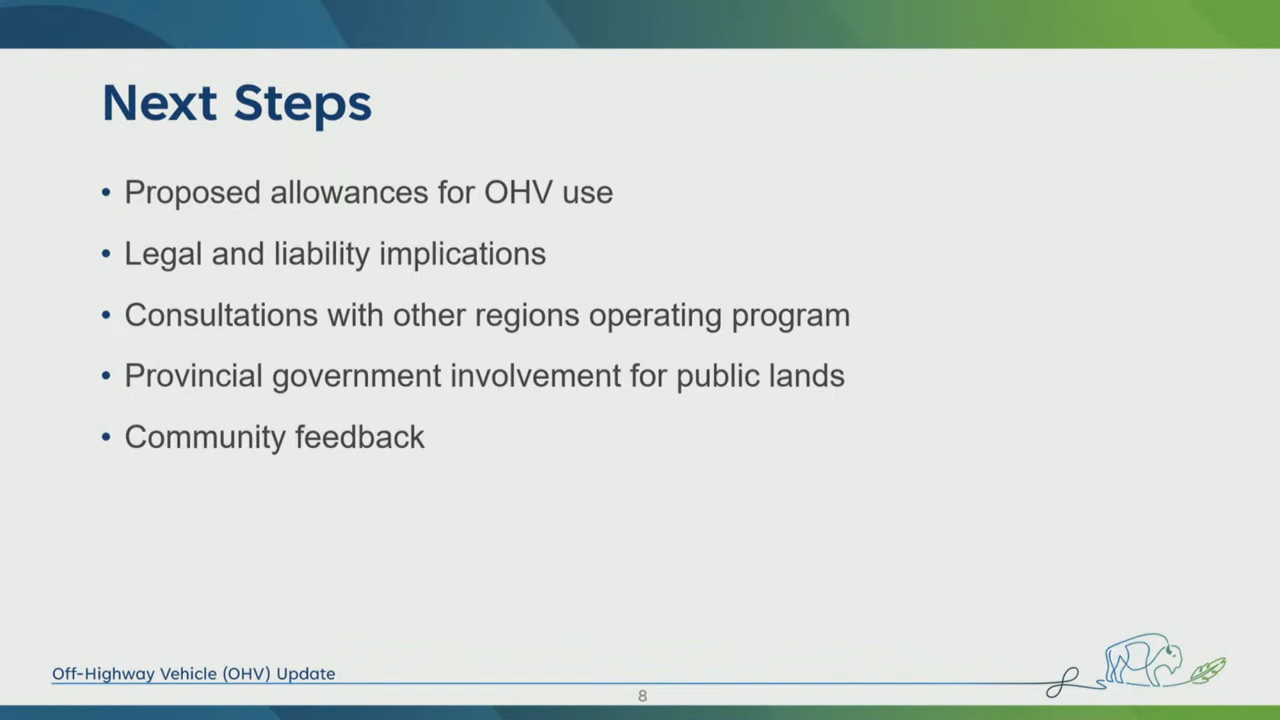 Next Steps
• Proposed allowances for OHV use
• Legal and liability implications
• Consultations with other regions operating program
• Provincial government involvement for public lands
• Community feedback
Off-Highway Vehicle (OHV) Update
8